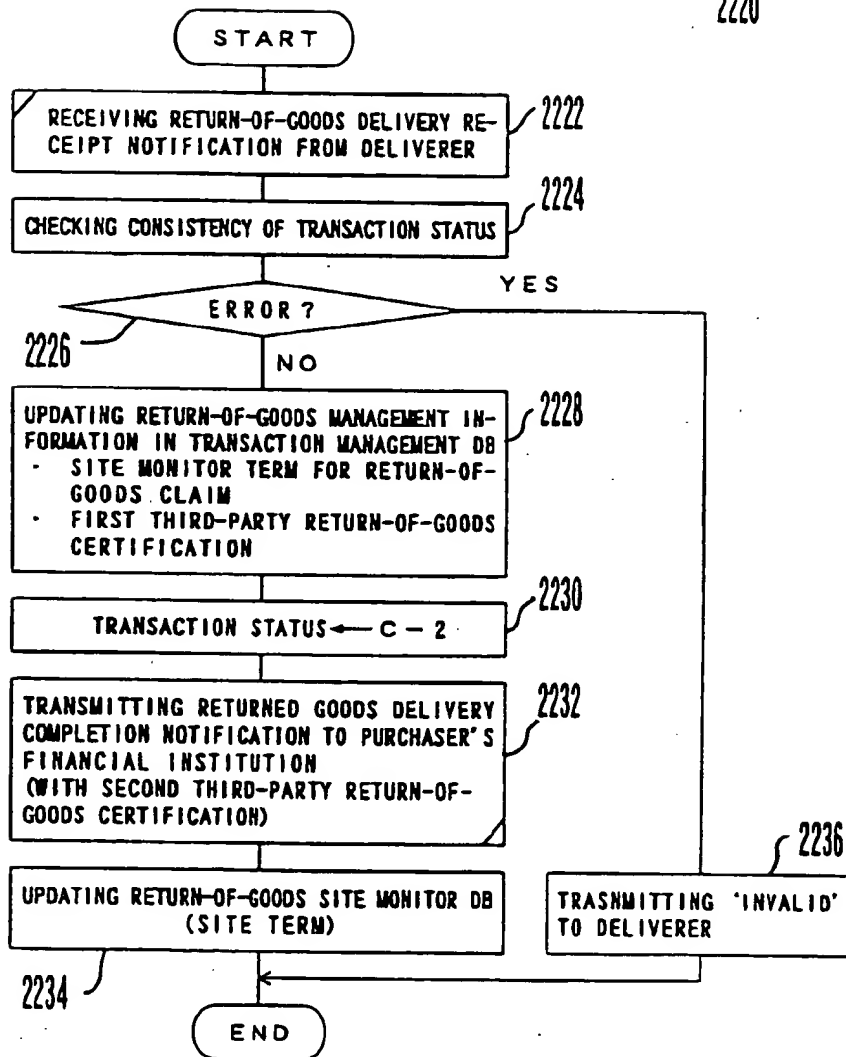 2220
START
RECEIVING RETURN-OF-GOODS DELIVERY RE-
CEIPT NOTIFICATION FROM DELIVERER
2222
CHECKING CONSISTENCY OF TRANSACTION STATUS
2224
ERROR?
YES
2226
NO
UPDATING RETURN-OF-GOODS MANAGEMENT IN-
FORMATION IN TRANSACTION MANAGEMENT DB
· SITE MONITOR TERM FOR RETURN-OF-
GOODS CLAIM
· FIRST THIRD-PARTY RETURN-OF-GOODS
CERTIFICATION
2228
TRANSACTION STATUS ← C - 2
2230
TRANSMITTING RETURNED GOODS DELIVERY
COMPLETION NOTIFICATION TO PURCHASER'S
FINANCIAL INSTITUTION
(WITH SECOND THIRD-PARTY RETURN-OF-
GOODS CERTIFICATION)
2232
UPDATING RETURN-OF-GOODS SITE MONITOR DB
(SITE TERM)
2234
TRASNMITTING 'INVALID'
TO DELIVERER
2236
END